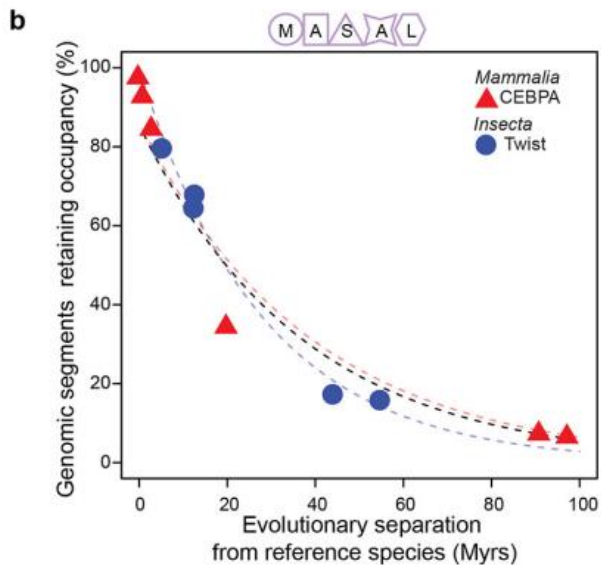 b
M A S A L
Genomic segments retaining occupancy (%)
100
80
60
40
20
0
Mammalia
CEBPA
Insecta
Twist
0 20 40 60 80 100
Evolutionary separation
from reference species (Myrs)